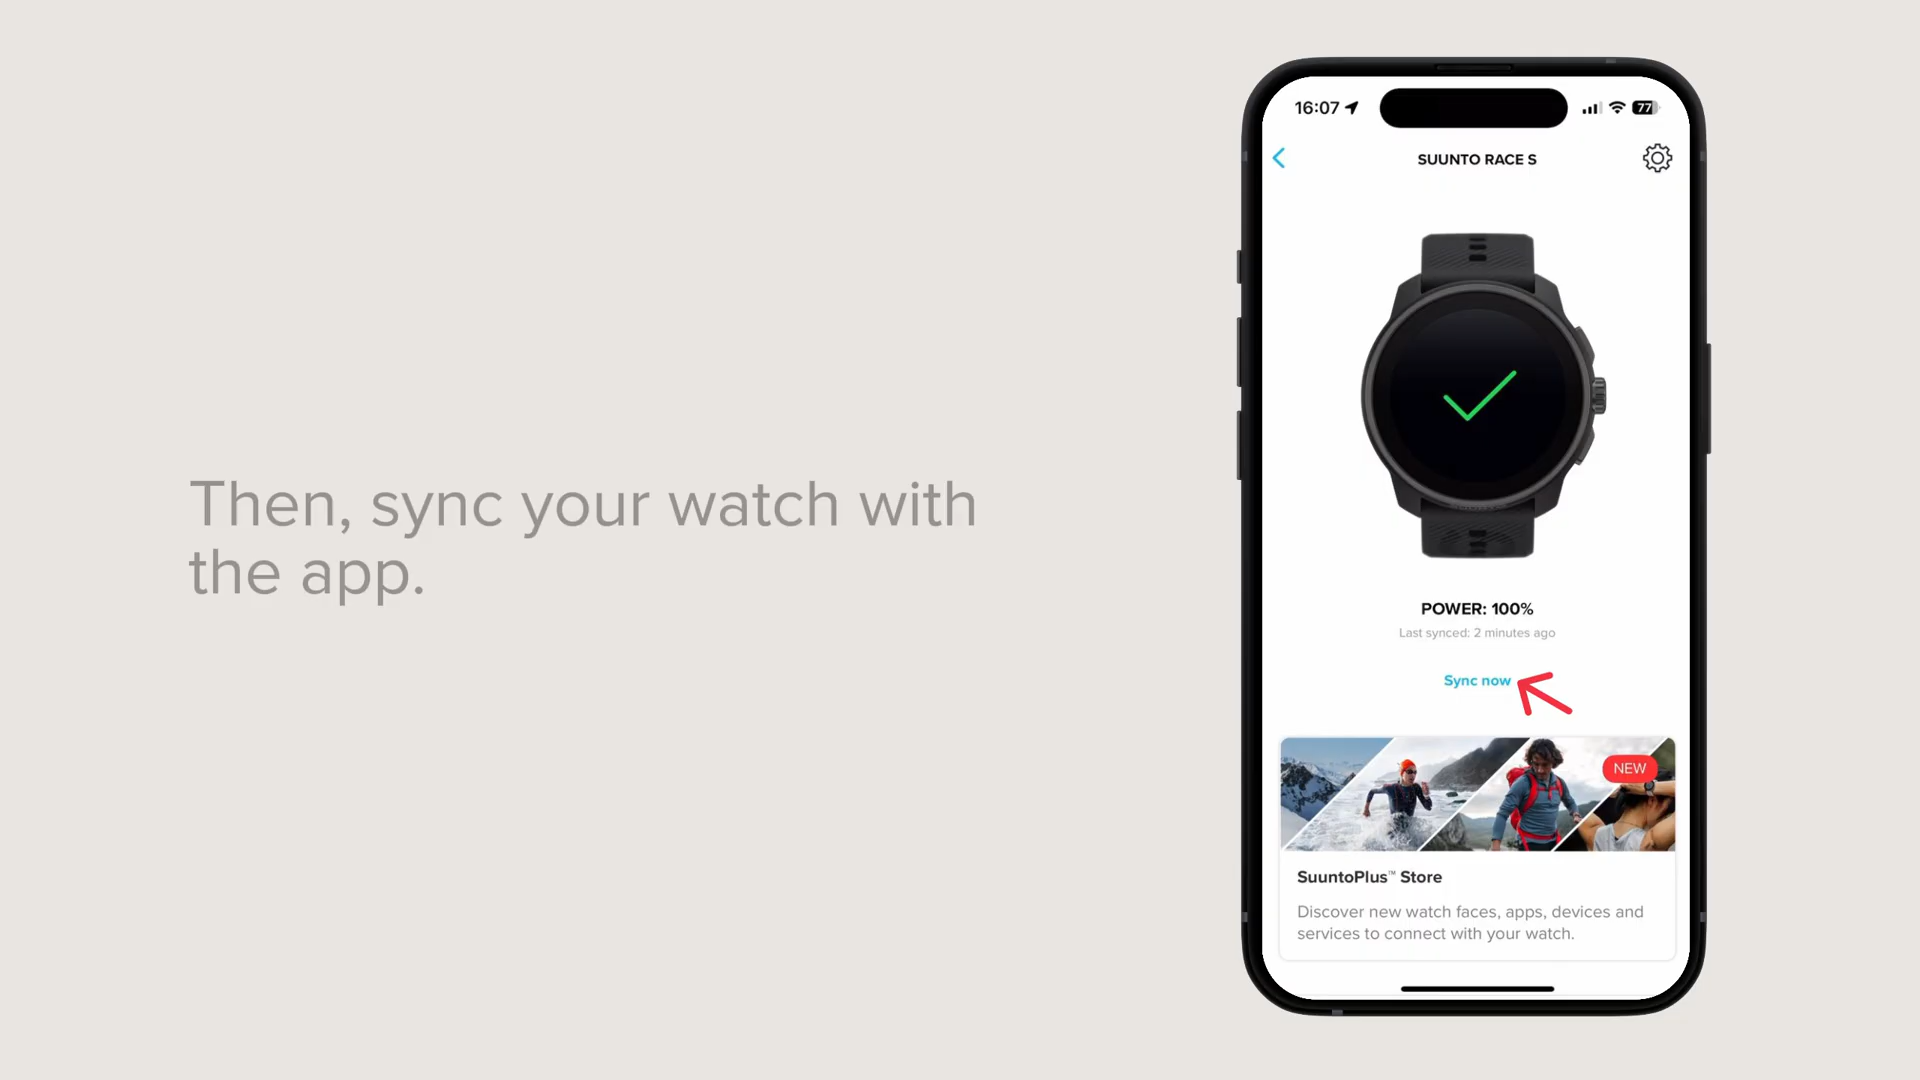 Then, sync your watch with
the app.
16:07
77
SUUNTO RACE S
POWER: 100%
Last synced: 2 minutes ago
Sync now
NEW
SuuntoPlus™ Store
Discover new watch faces, apps, devices and
services to connect with your watch.